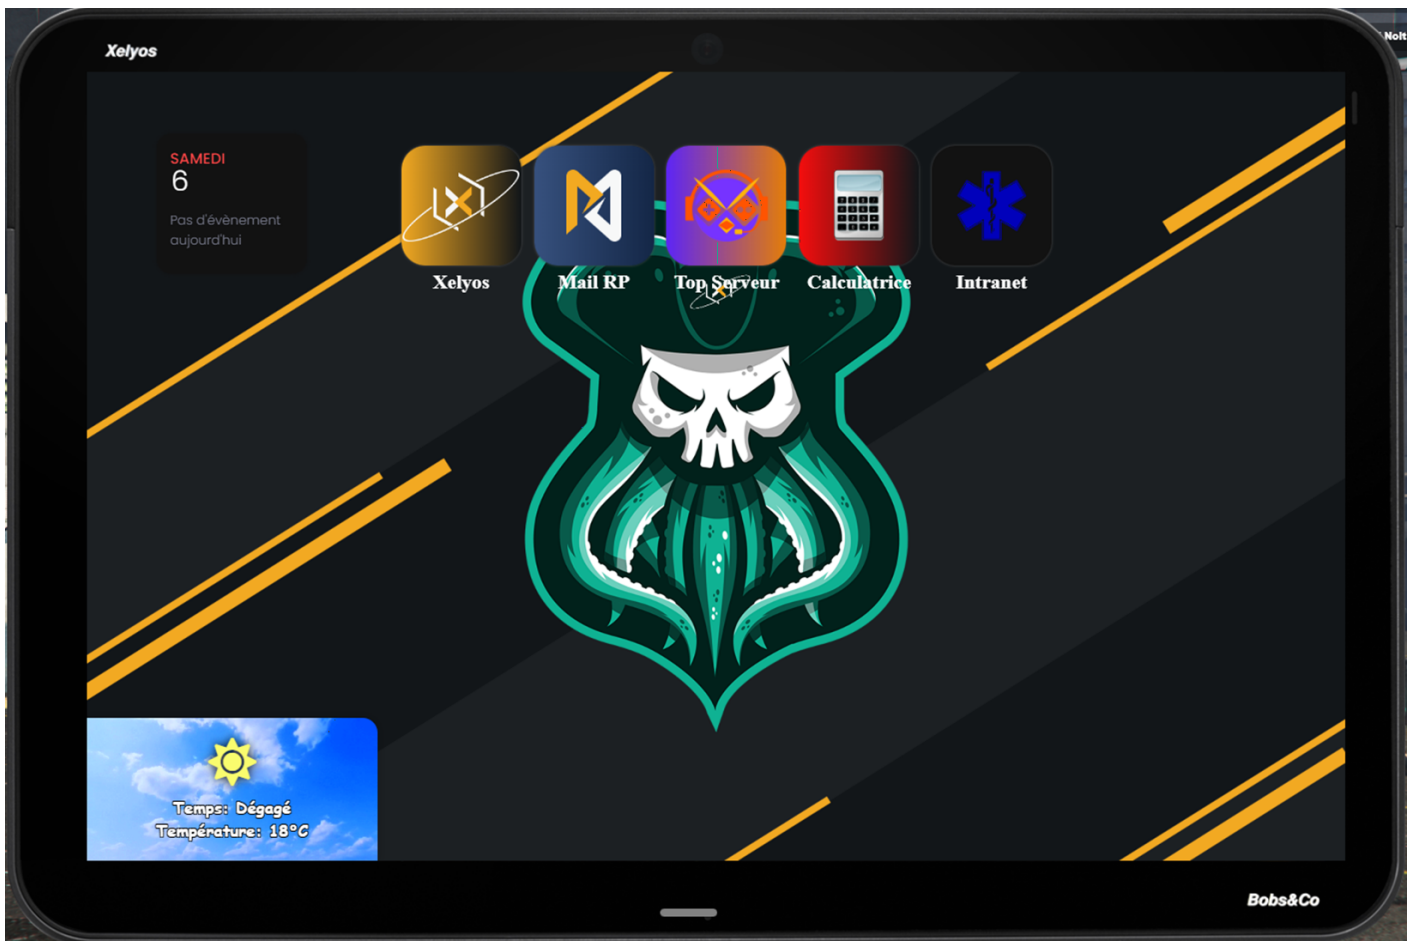 Nolt
Xelyos
SAMEDI
6
Pas d'évènement
aujourd'hui
Xelyos
Mail RP
Top Serveur
Calculatrice
Intranet
Temps: Dégagé
Température: 18°C
Bobs&Co